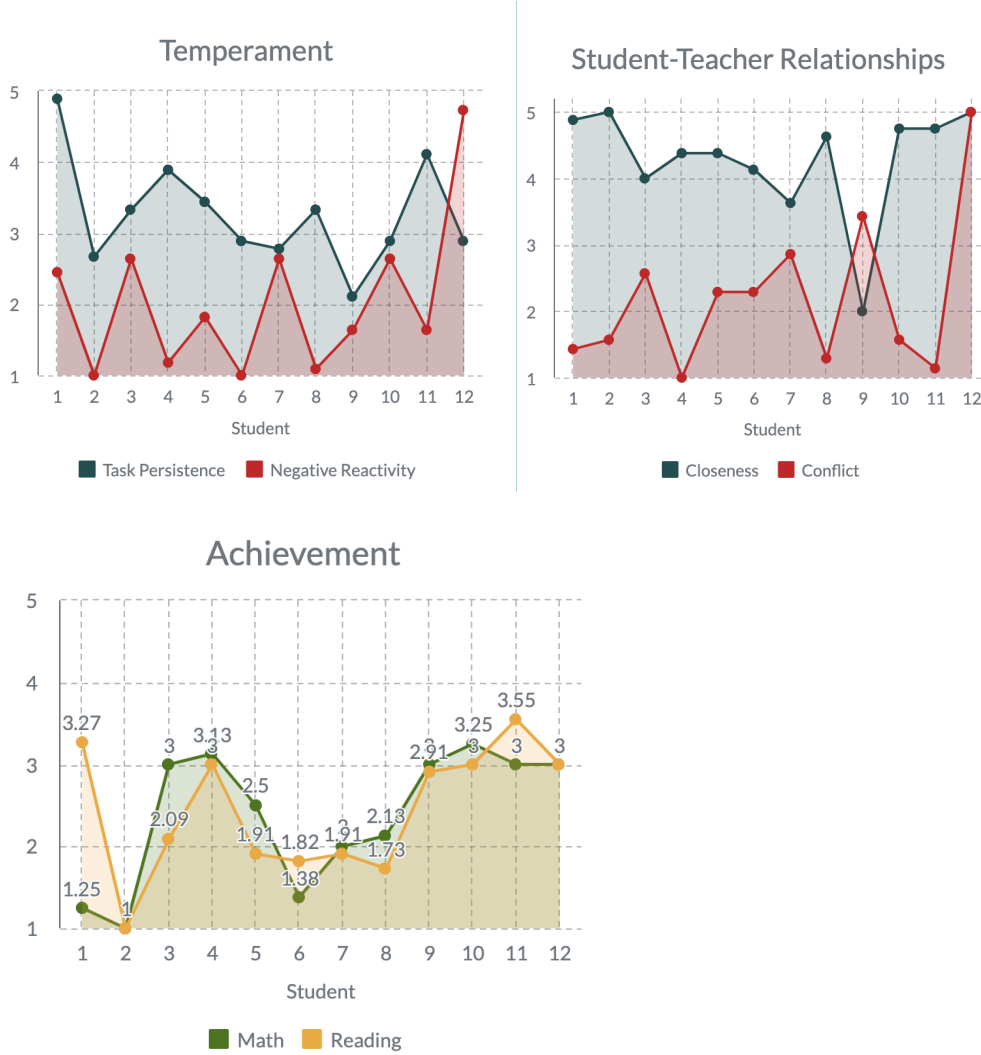 Temperament
5
4
3
2
1
1 2 3 4 5 6 7 8 9 10 11 12
Student
Task Persistence Negative Reactivity
Student-Teacher Relationships
5
4
3
2
1
1 2 3 4 5 6 7 8 9 10 11 12
Student
Closeness Conflict
Achievement
5
4
3
2
1
3.55
3.27 3.13 3.25
3 3 2.91 3 3 3 3
2.5
2.09 2 2.13
1.91 1.82 1.91 1.73
1.25 1.38
1
1 2 3 4 5 6 7 8 9 10 11 12
Student
Math Reading